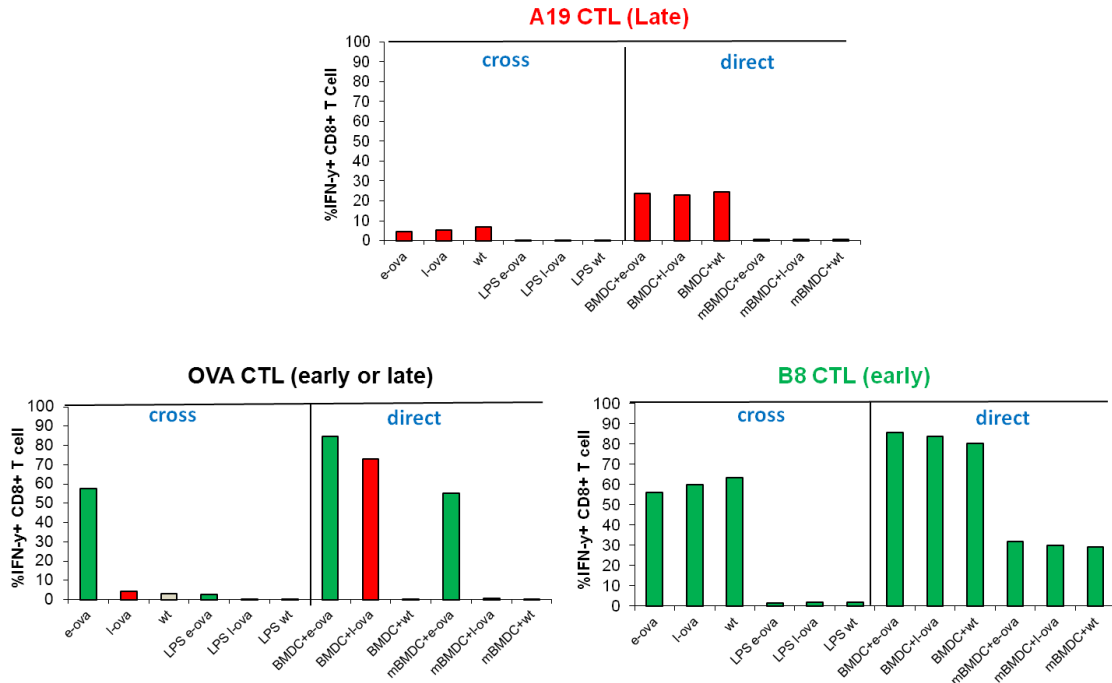 A19 CTL (Late)
%IFN-y+ CD8+ T Cell
100
90
80
70
60
50
40
30
20
10
0
cross
direct
e-ova
l-ova
wt
LPS e-ova
LPS l-ova
LPS wt
BMDC+e-ova
BMDC+l-ova
BMDC+wt
mBMDC+e-ova
mBMDC+l-ova
mBMDC+wt
OVA CTL (early or late)
%IFN-y+ CD8+ T cell
100
90
80
70
60
50
40
30
20
10
0
cross
direct
e-ova
l-ova
wt
LPS e-ova
LPS l-ova
LPS wt
BMDC+e-ova
BMDC+l-ova
BMDC+wt
mBMDC+e-ova
mBMDC+l-ova
mBMDC+wt
B8 CTL (early)
%IFN-y+ CD8+ T cell
100
90
80
70
60
50
40
30
20
10
0
cross
direct
e-ova
l-ova
wt
LPS e-ova
LPS l-ova
LPS wt
BMDC+e-ova
BMDC+l-ova
BMDC+wt
mBMDC+e-ova
mBMDC+l-ova
mBMDC+wt